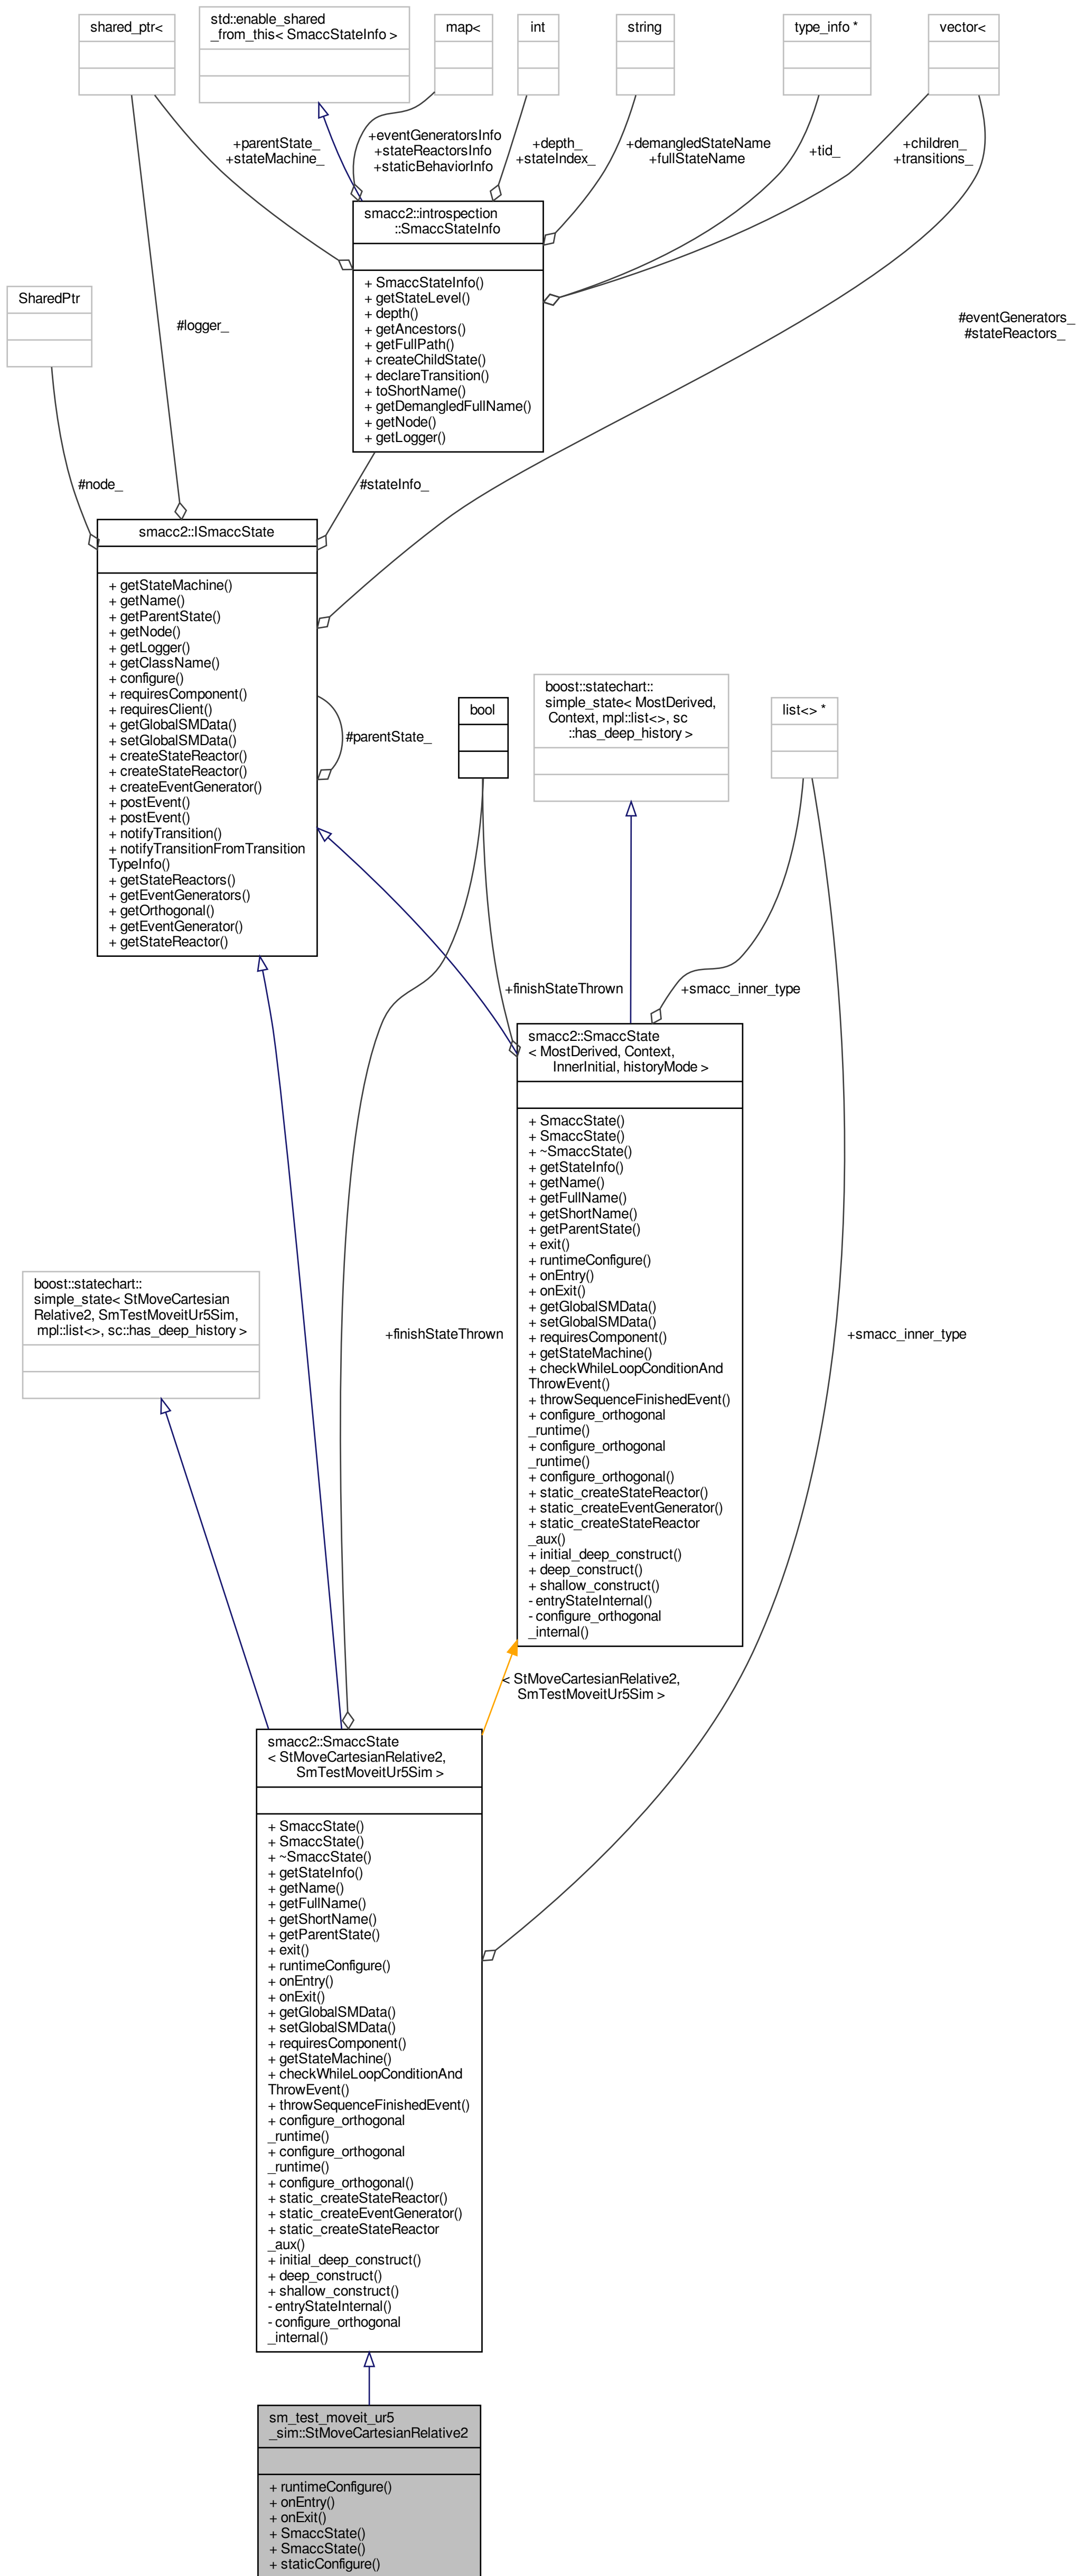 shared_ptr<
std::enable_shared
_from_this< SmaccStateInfo >
map<
int
string
type_info *
vector<
+parentState_
+stateMachine_
+eventGeneratorsInfo
+stateReactorsInfo
+staticBehaviorInfo
+depth_
+stateIndex_
+demangledStateName
+fullStateName
+tid_
+children_
+transitions_
smacc2::introspection
::SmaccStateInfo
+ SmaccStateInfo()
+ getStateLevel()
+ depth()
+ getAncestors()
+ getFullPath()
+ createChildState()
+ declareTransition()
+ toShortName()
+ getDemangledFullName()
+ getNode()
+ getLogger()
SharedPtr
#logger_
#eventGenerators_
#stateReactors_
#node_
#stateInfo_
smacc2::ISmaccState
+ getStateMachine()
+ getName()
+ getParentState()
+ getNode()
+ getLogger()
+ getClassName()
+ configure()
+ requiresComponent()
+ requiresClient()
+ getGlobalSMData()
+ setGlobalSMData()
+ createStateReactor()
+ createStateReactor()
+ createEventGenerator()
+ postEvent()
+ postEvent()
+ notifyTransition()
+ notifyTransitionFromTransition
TypeInfo()
+ getStateReactors()
+ getEventGenerators()
+ getOrthogonal()
+ getEventGenerator()
+ getStateReactor()
#parentState_
bool
boost::statechart::
simple_state< MostDerived,
Context, mpl::list<>, sc
::has_deep_history >
list<> *
+finishStateThrown
+smacc_inner_type
smacc2::SmaccState
< MostDerived, Context,
InnerInitial, historyMode >
+ SmaccState()
+ SmaccState()
+ ~SmaccState()
+ getStateInfo()
+ getName()
+ getFullName()
+ getShortName()
+ getParentState()
+ exit()
+ runtimeConfigure()
+ onEntry()
+ onExit()
+ getGlobalSMData()
+ setGlobalSMData()
+ requiresComponent()
+ getStateMachine()
+ checkWhileLoopConditionAnd
ThrowEvent()
+ throwSequenceFinishedEvent()
+ configure_orthogonal
_runtime()
+ configure_orthogonal
_runtime()
+ configure_orthogonal()
+ static_createStateReactor()
+ static_createEventGenerator()
+ static_createStateReactor
_aux()
+ initial_deep_construct()
+ deep_construct()
+ shallow_construct()
- entryStateInternal()
- configure_orthogonal
_internal()
boost::statechart::
simple_state< StMoveCartesian
Relative2, SmTestMoveitUr5Sim,
mpl::list<>, sc::has_deep_history >
+finishStateThrown
+smacc_inner_type
< StMoveCartesianRelative2,
SmTestMoveitUr5Sim >
smacc2::SmaccState
< StMoveCartesianRelative2,
SmTestMoveitUr5Sim >
+ SmaccState()
+ SmaccState()
+ ~SmaccState()
+ getStateInfo()
+ getName()
+ getFullName()
+ getShortName()
+ getParentState()
+ exit()
+ runtimeConfigure()
+ onEntry()
+ onExit()
+ getGlobalSMData()
+ setGlobalSMData()
+ requiresComponent()
+ getStateMachine()
+ checkWhileLoopConditionAnd
ThrowEvent()
+ throwSequenceFinishedEvent()
+ configure_orthogonal
_runtime()
+ configure_orthogonal
_runtime()
+ configure_orthogonal()
+ static_createStateReactor()
+ static_createEventGenerator()
+ static_createStateReactor
_aux()
+ initial_deep_construct()
+ deep_construct()
+ shallow_construct()
- entryStateInternal()
- configure_orthogonal
_internal()
sm_test_moveit_ur5
_sim::StMoveCartesianRelative2
+ runtimeConfigure()
+ onEntry()
+ onExit()
+ SmaccState()
+ SmaccState()
+ staticConfigure()